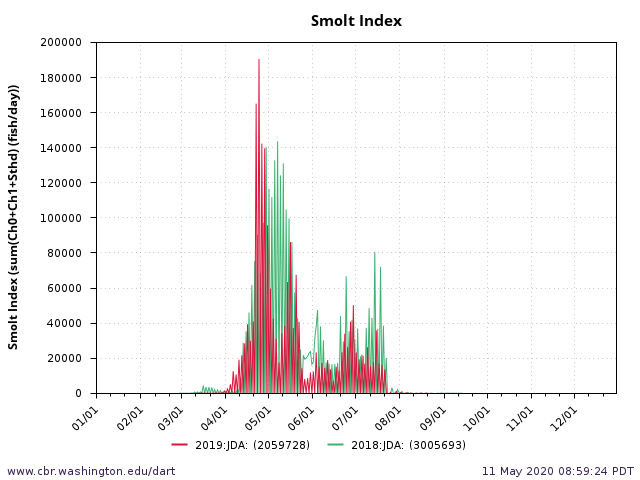 Smolt Index
Smolt Index (sum(Ch0+Ch1+Sthd) (fish/day))
200000
180000
160000
140000
120000
100000
80000
60000
40000
20000
0
01/01 02/01 03/01 04/01 05/01 06/01 07/01 08/01 09/01 10/01 11/01 12/01
2019:JDA: (2059728) 2018:JDA: (3005693)
www.cbr.washington.edu/dart 11 May 2020 08:59:24 PDT